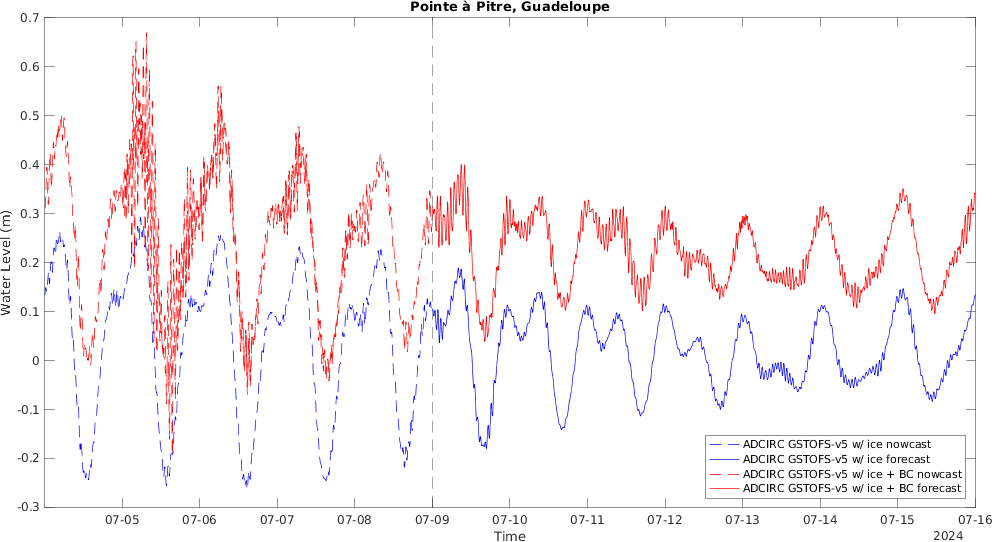 Pointe à Pitre, Guadeloupe
0.7
0.6
0.5
0.4
0.3
0.2
0.1
0
-0.1
-0.2
-0.3
Water Level (m)
ADCIRC GSTOFS-v5 w/ ice nowcast
ADCIRC GSTOFS-v5 w/ ice forecast
ADCIRC GSTOFS-v5 w/ ice + BC nowcast
ADCIRC GSTOFS-v5 w/ ice + BC forecast
07-05 07-06 07-07 07-08 07-09 07-10 07-11 07-12 07-13 07-14 07-15 07-16
Time
2024